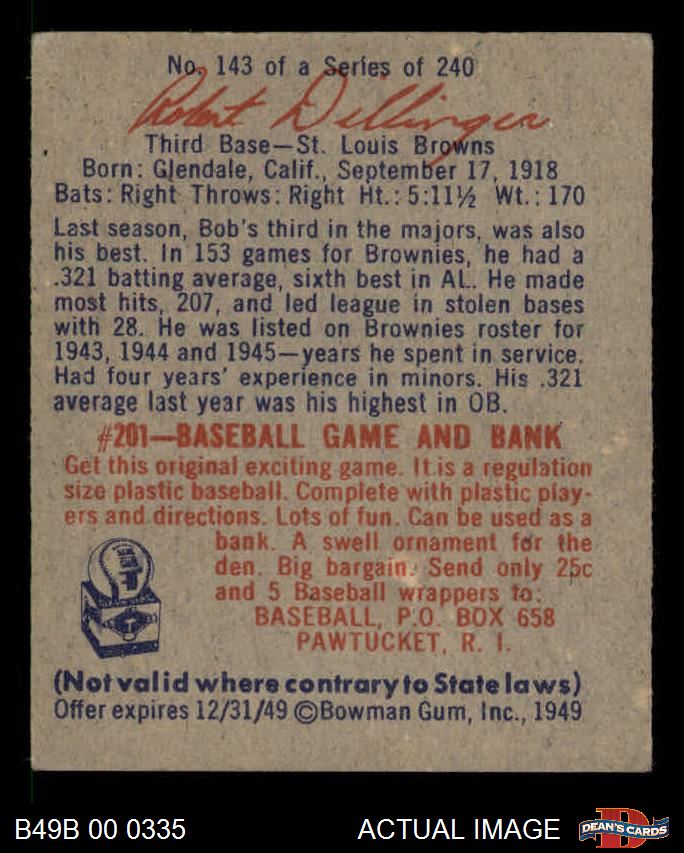 No. 143 of a Series of 240
Robert Dillinger
Third Base—St. Louis Browns
Born: Glendale, Calif., September 17, 1918
Bats: Right Throws: Right Ht.: 5:11½ Wt.: 170
Last season, Bob's third in the majors, was also
his best. In 153 games for Brownies, he had a
.321 batting average, sixth best in AL. He made
most hits, 207, and led league in stolen bases
with 28. He was listed on Brownies roster for
1943, 1944 and 1945—years he spent in service.
Had four years' experience in minors. His .321
average last year was his highest in OB.
#201—BASEBALL GAME AND BANK
Get this original exciting game. It is a regulation
size plastic baseball. Complete with plastic play-
ers and directions. Lots of fun. Can be used as a
bank. A swell ornament for the
den. Big bargain. Send only 25c
and 5 Baseball wrappers to:
BASEBALL, P.O. BOX 658
PAWTUCKET, R. I.
(Not valid where contrary to State laws)
Offer expires 12/31/49 ©Bowman Gum, Inc., 1949
B49B 00 0335 ACTUAL IMAGE DEAN'S CARDS